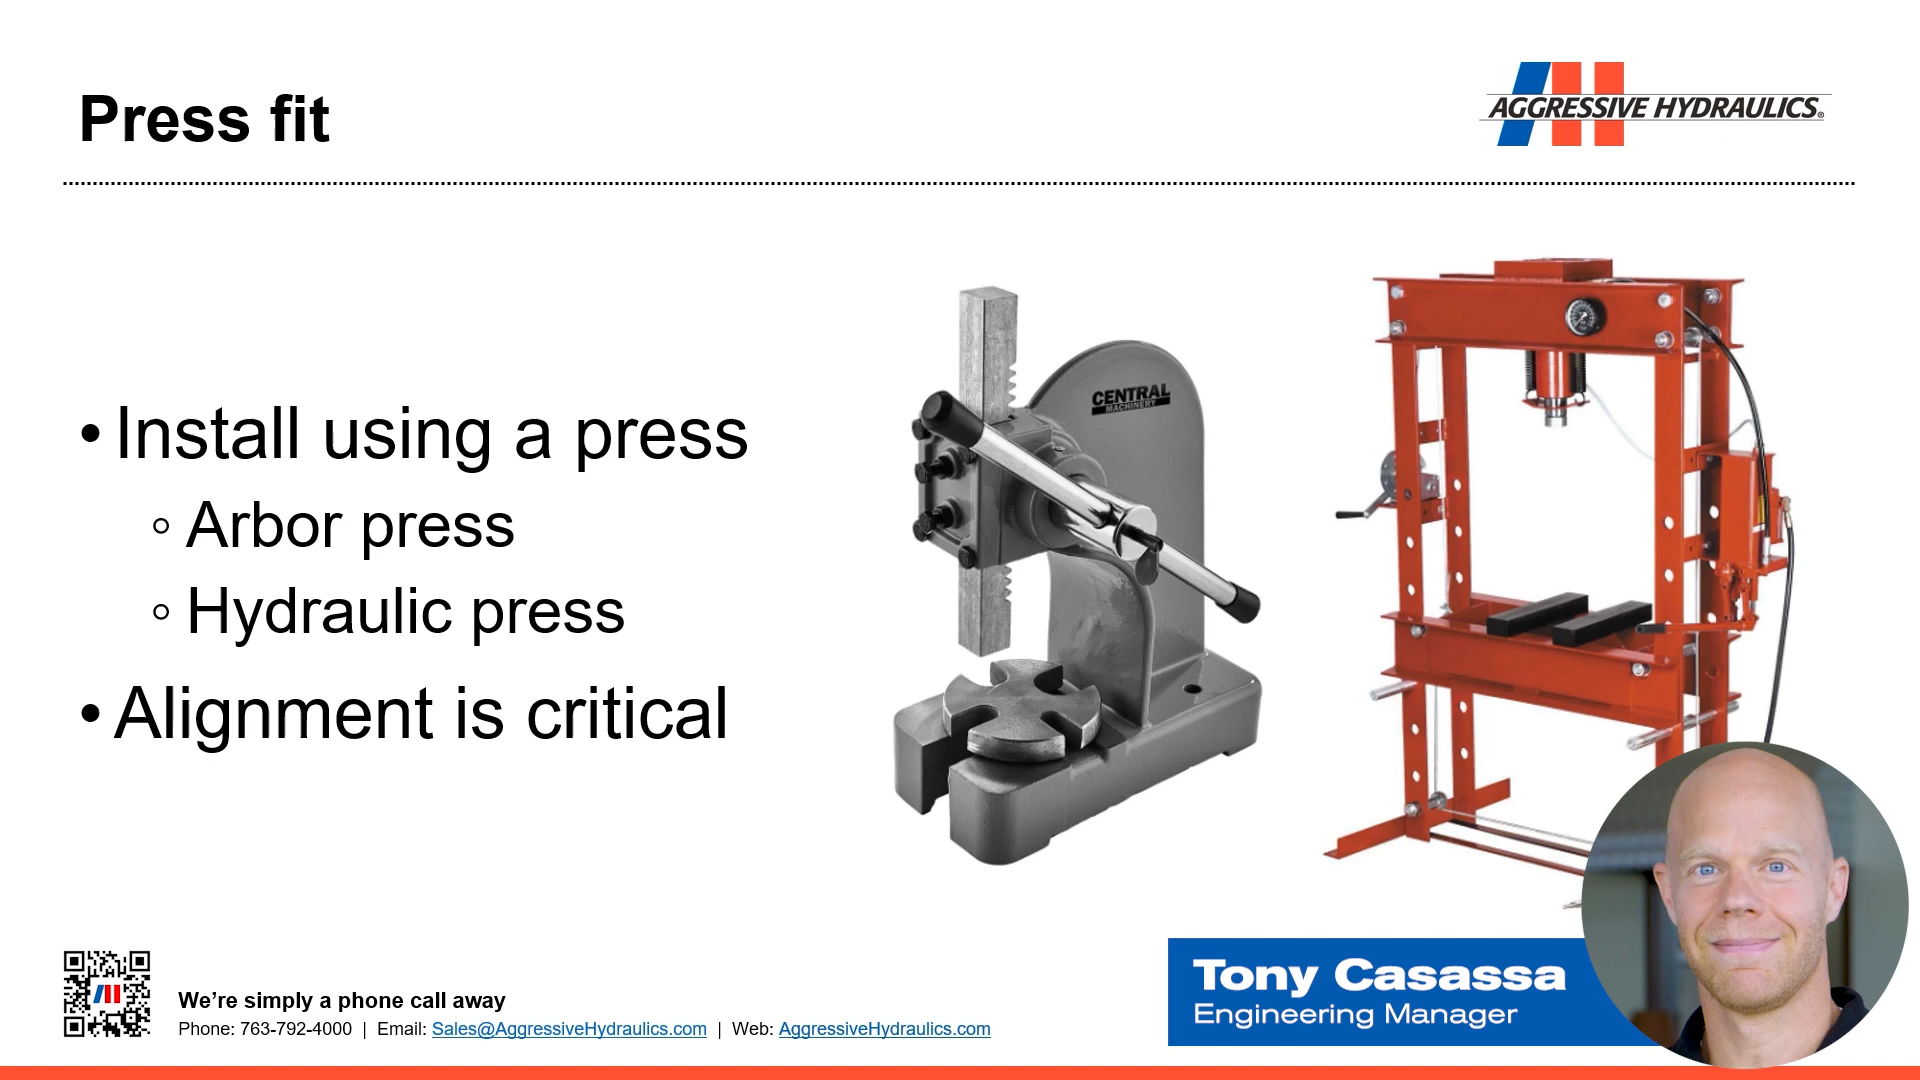 Press fit
AGGRESSIVE HYDRAULICS®
• Install using a press
◦ Arbor press
◦ Hydraulic press
• Alignment is critical
CENTRAL
MACHINERY
We’re simply a phone call away
Phone: 763-792-4000 | Email: Sales@AggressiveHydraulics.com | Web: AggressiveHydraulics.com
Tony Casassa
Engineering Manager